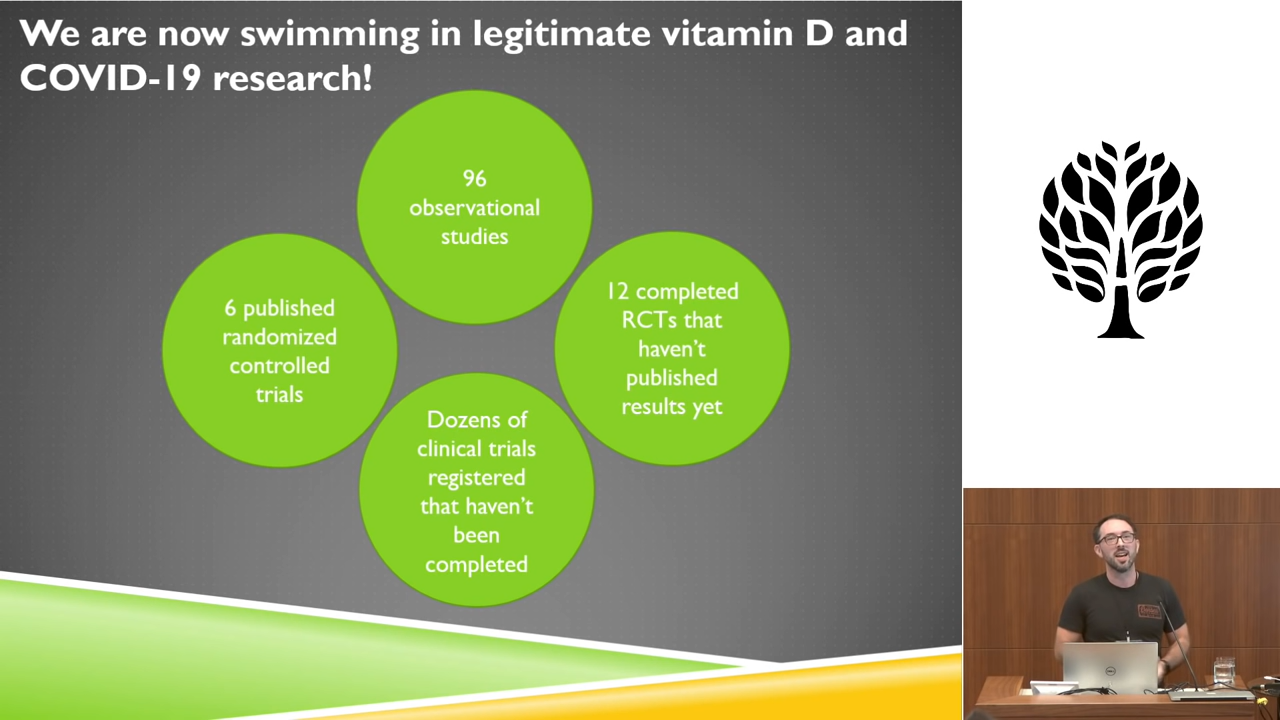 We are now swimming in legitimate vitamin D and
COVID-19 research!
96
observational
studies
6 published
randomized
controlled
trials
12 completed
RCTs that
haven't
published
results yet
Dozens of
clinical trials
registered
that haven't
been
completed
DELL